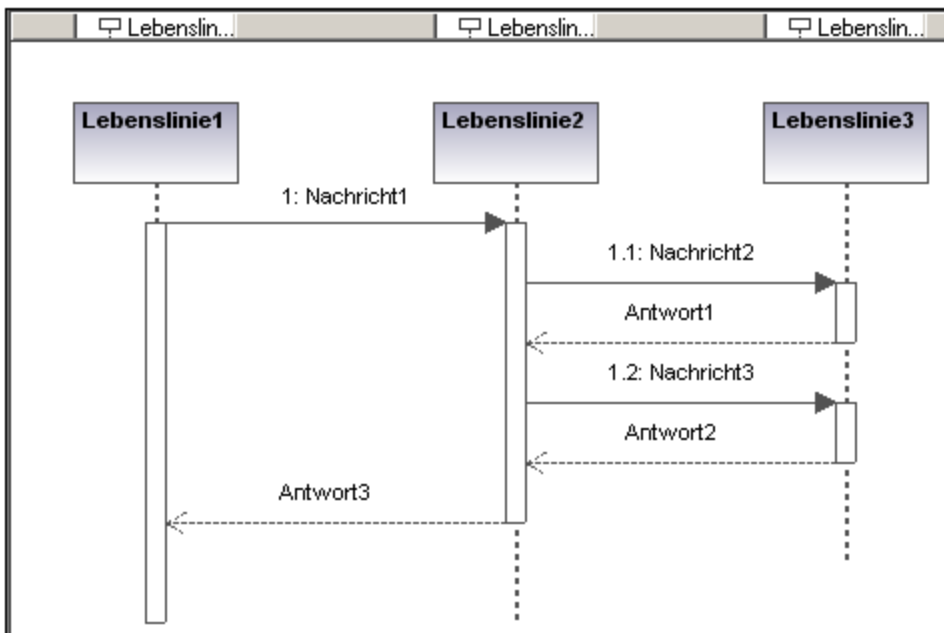 Lebenslin...
Lebenslin...
Lebenslin...
Lebenslinie1
Lebenslinie2
Lebenslinie3
1: Nachricht1
1.1: Nachricht2
Antwort1
1.2: Nachricht3
Antwort2
Antwort3